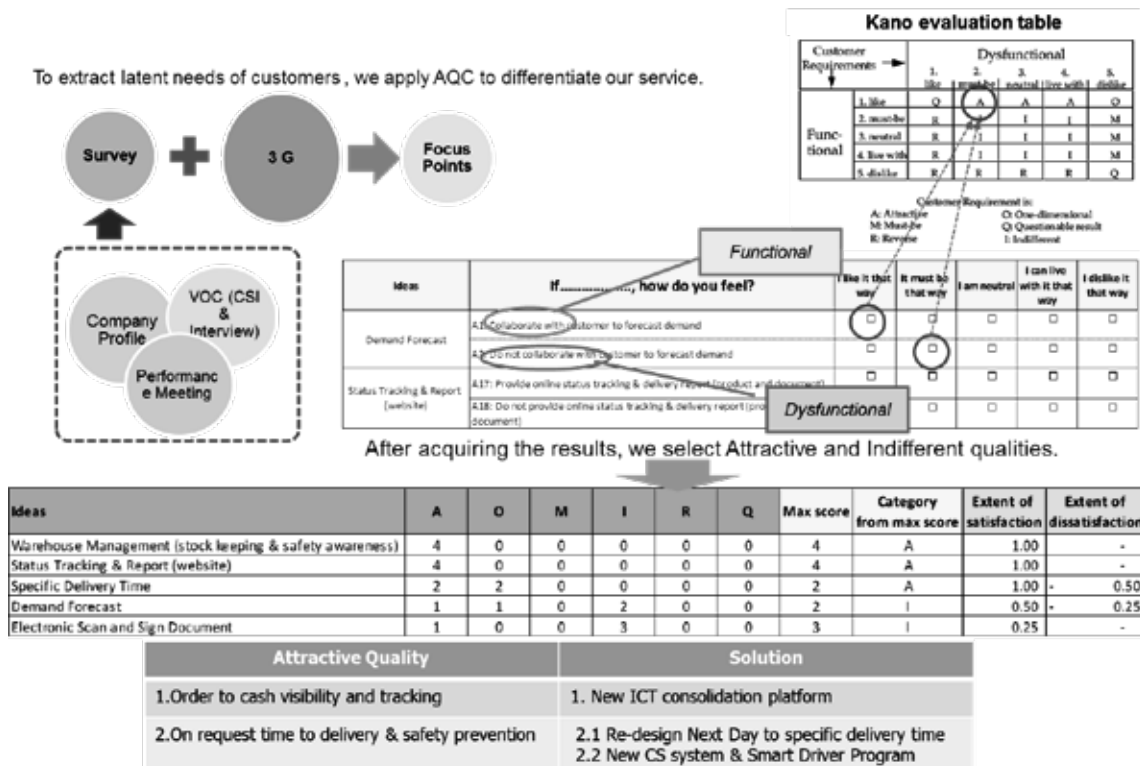 Kano evaluation table
To extract latent needs of customers , we apply AQC to differentiate our service.
Survey
3 G
Focus
Points
Company
Profile
VOC (CSI
&
Interview)
Performanc
e Meeting
Customer
Requirements
Dysfunctional
1. 2. 3. 4. 5.
like must-be neutral live with dislike
Func-
tional
1. like Q A A A O
2. must-be R I I I M
3. neutral R I I I M
4. live with R I I I M
5. dislike R R R R Q
Customer Requirement is:
A: Attractive O: One-dimensional
M: Must-be Q: Questionable result
R: Reverse I: Indifferent
Functional
Ideas If.................., how do you feel? I like it that way It must be that way I am neutral I can live with it that way I dislike it that way
Demand Forecast
A1: Collaborate with customer to forecast demand
Do not collaborate with customer to forecast demand
Status Tracking & Report
(website)
A17: Provide online status tracking & delivery report (product and document)
A18: Do not provide online status tracking & delivery report
document)
Dysfunctional
After acquiring the results, we select Attractive and Indifferent qualities.
Ideas A O M I R Q Max score Category from max score Extent of satisfaction Extent of dissatisfaction
Warehouse Management (stock keeping & safety awareness) 4 0 0 0 0 0 4 A 1.00 -
Status Tracking & Report (website) 4 0 0 0 0 0 4 A 1.00 -
Specific Delivery Time 2 2 0 0 0 0 2 A 1.00 - 0.50
Demand Forecast 1 1 0 2 0 0 2 I 0.50 - 0.25
Electronic Scan and Sign Document 1 0 0 3 0 0 3 I 0.25 -
Attractive Quality Solution
1.Order to cash visibility and tracking 1. New ICT consolidation platform
2.On request time to delivery & safety prevention 2.1 Re-design Next Day to specific delivery time
2.2 New CS system & Smart Driver Program